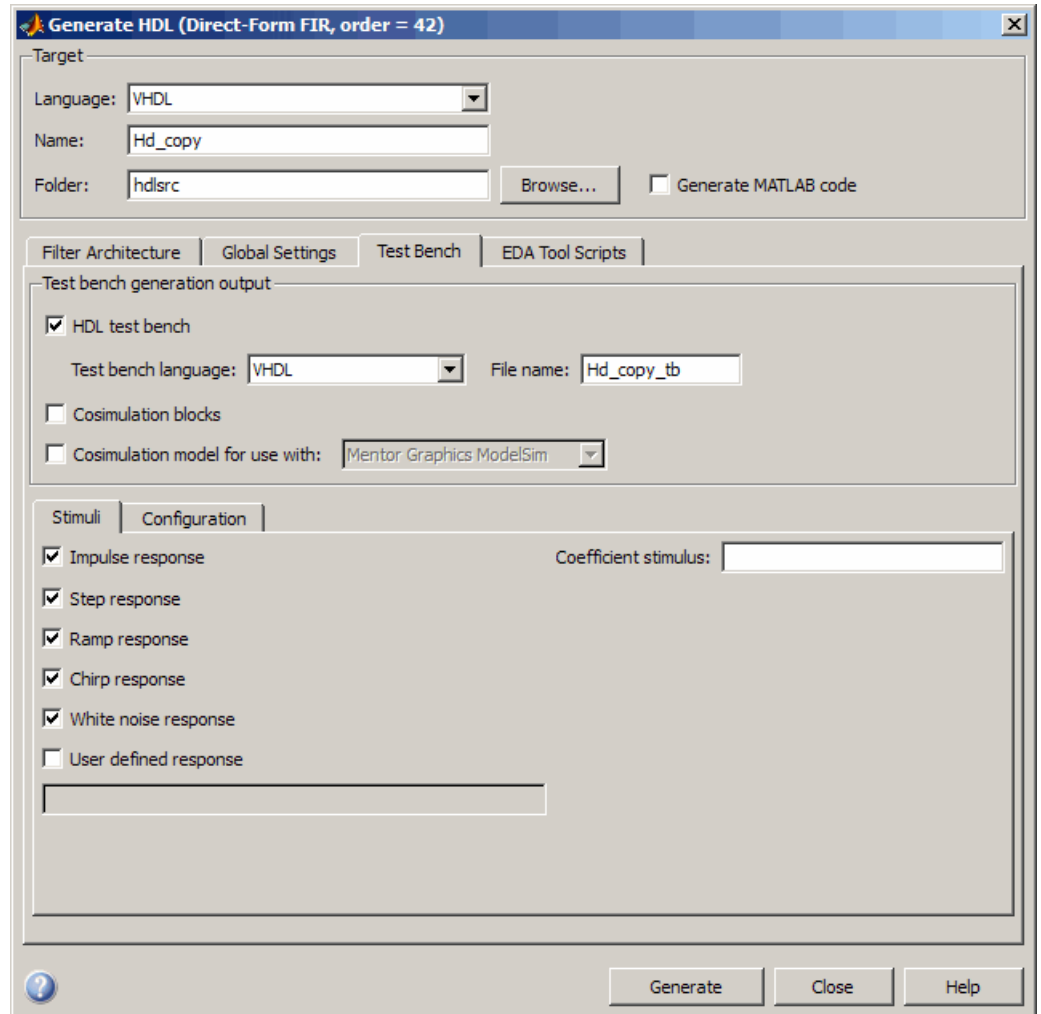 Generate HDL (Direct-Form FIR, order = 42)
Target
Language: VHDL
Name: Hd_copy
Folder: hdlsrc Browse... Generate MATLAB code
Filter Architecture Global Settings Test Bench EDA Tool Scripts
Test bench generation output
HDL test bench
Test bench language: VHDL File name: Hd_copy_tb
Cosimulation blocks
Cosimulation model for use with: Mentor Graphics ModelSim
Stimuli Configuration
Impulse response Coefficient stimulus:
Step response
Ramp response
Chirp response
White noise response
User defined response
Generate Close Help